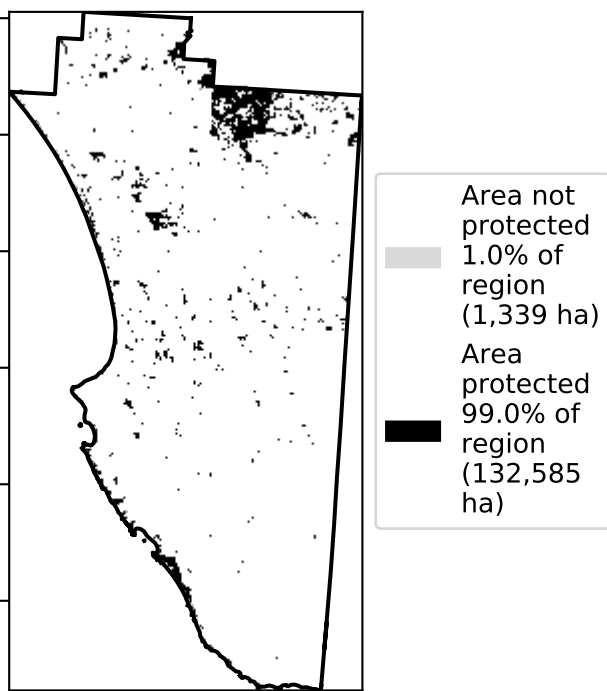 Area not
protected
1.0% of
region
(1,339 ha)
Area
protected
99.0% of
region
(132,585
ha)